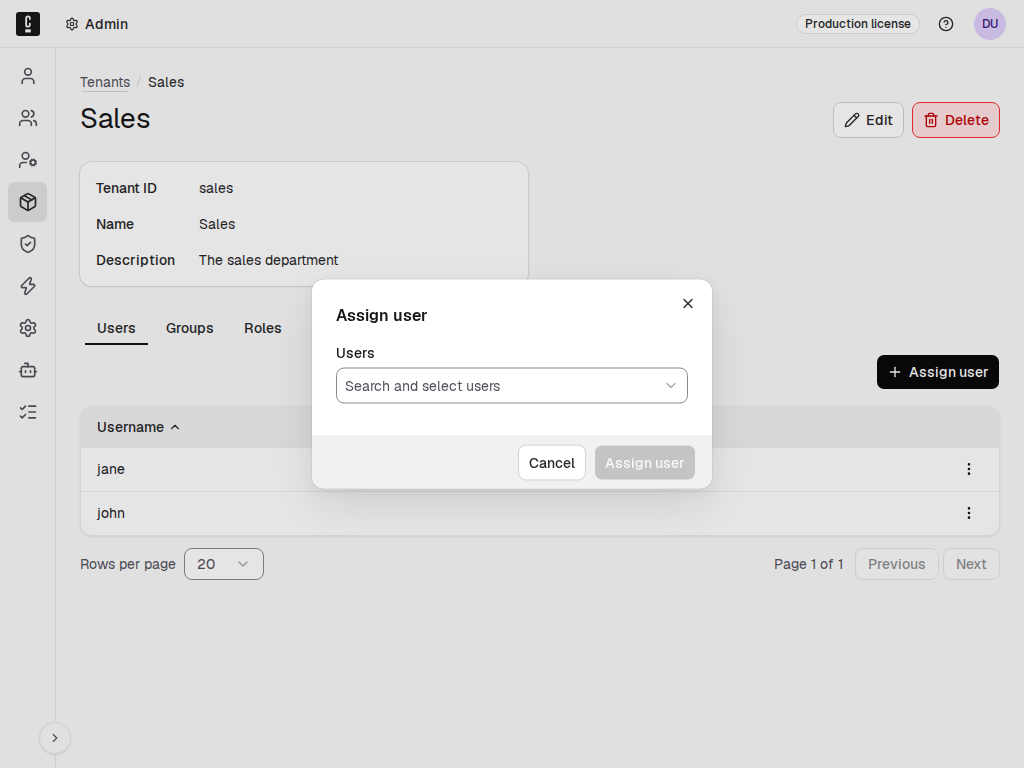 Admin
Production license
DU
Tenants / Sales
Sales
Edit
Delete
Tenant ID sales
Name Sales
Description The sales department
Users Groups Roles
Assign user
Username
jane
john
Rows per page 20
Page 1 of 1
Previous
Next
Assign user
Users
Search and select users
Cancel
Assign user